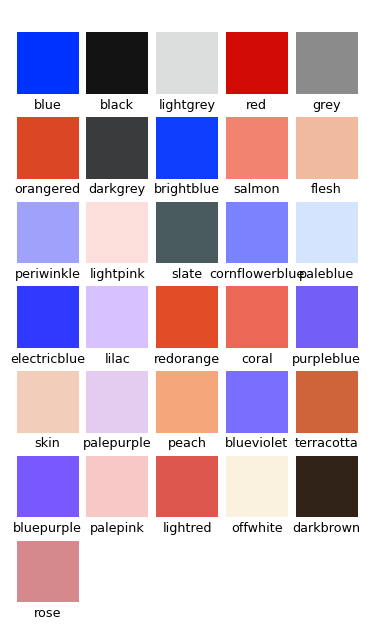 blue black lightgrey red grey
orangered darkgrey brightblue salmon flesh
periwinkle lightpink slate cornflowerblue paleblue
electricblue lilac redorange coral purpleblue
skin palepurple peach blueviolet terracotta
bluepurple palepink lightred offwhite darkbrown
rose